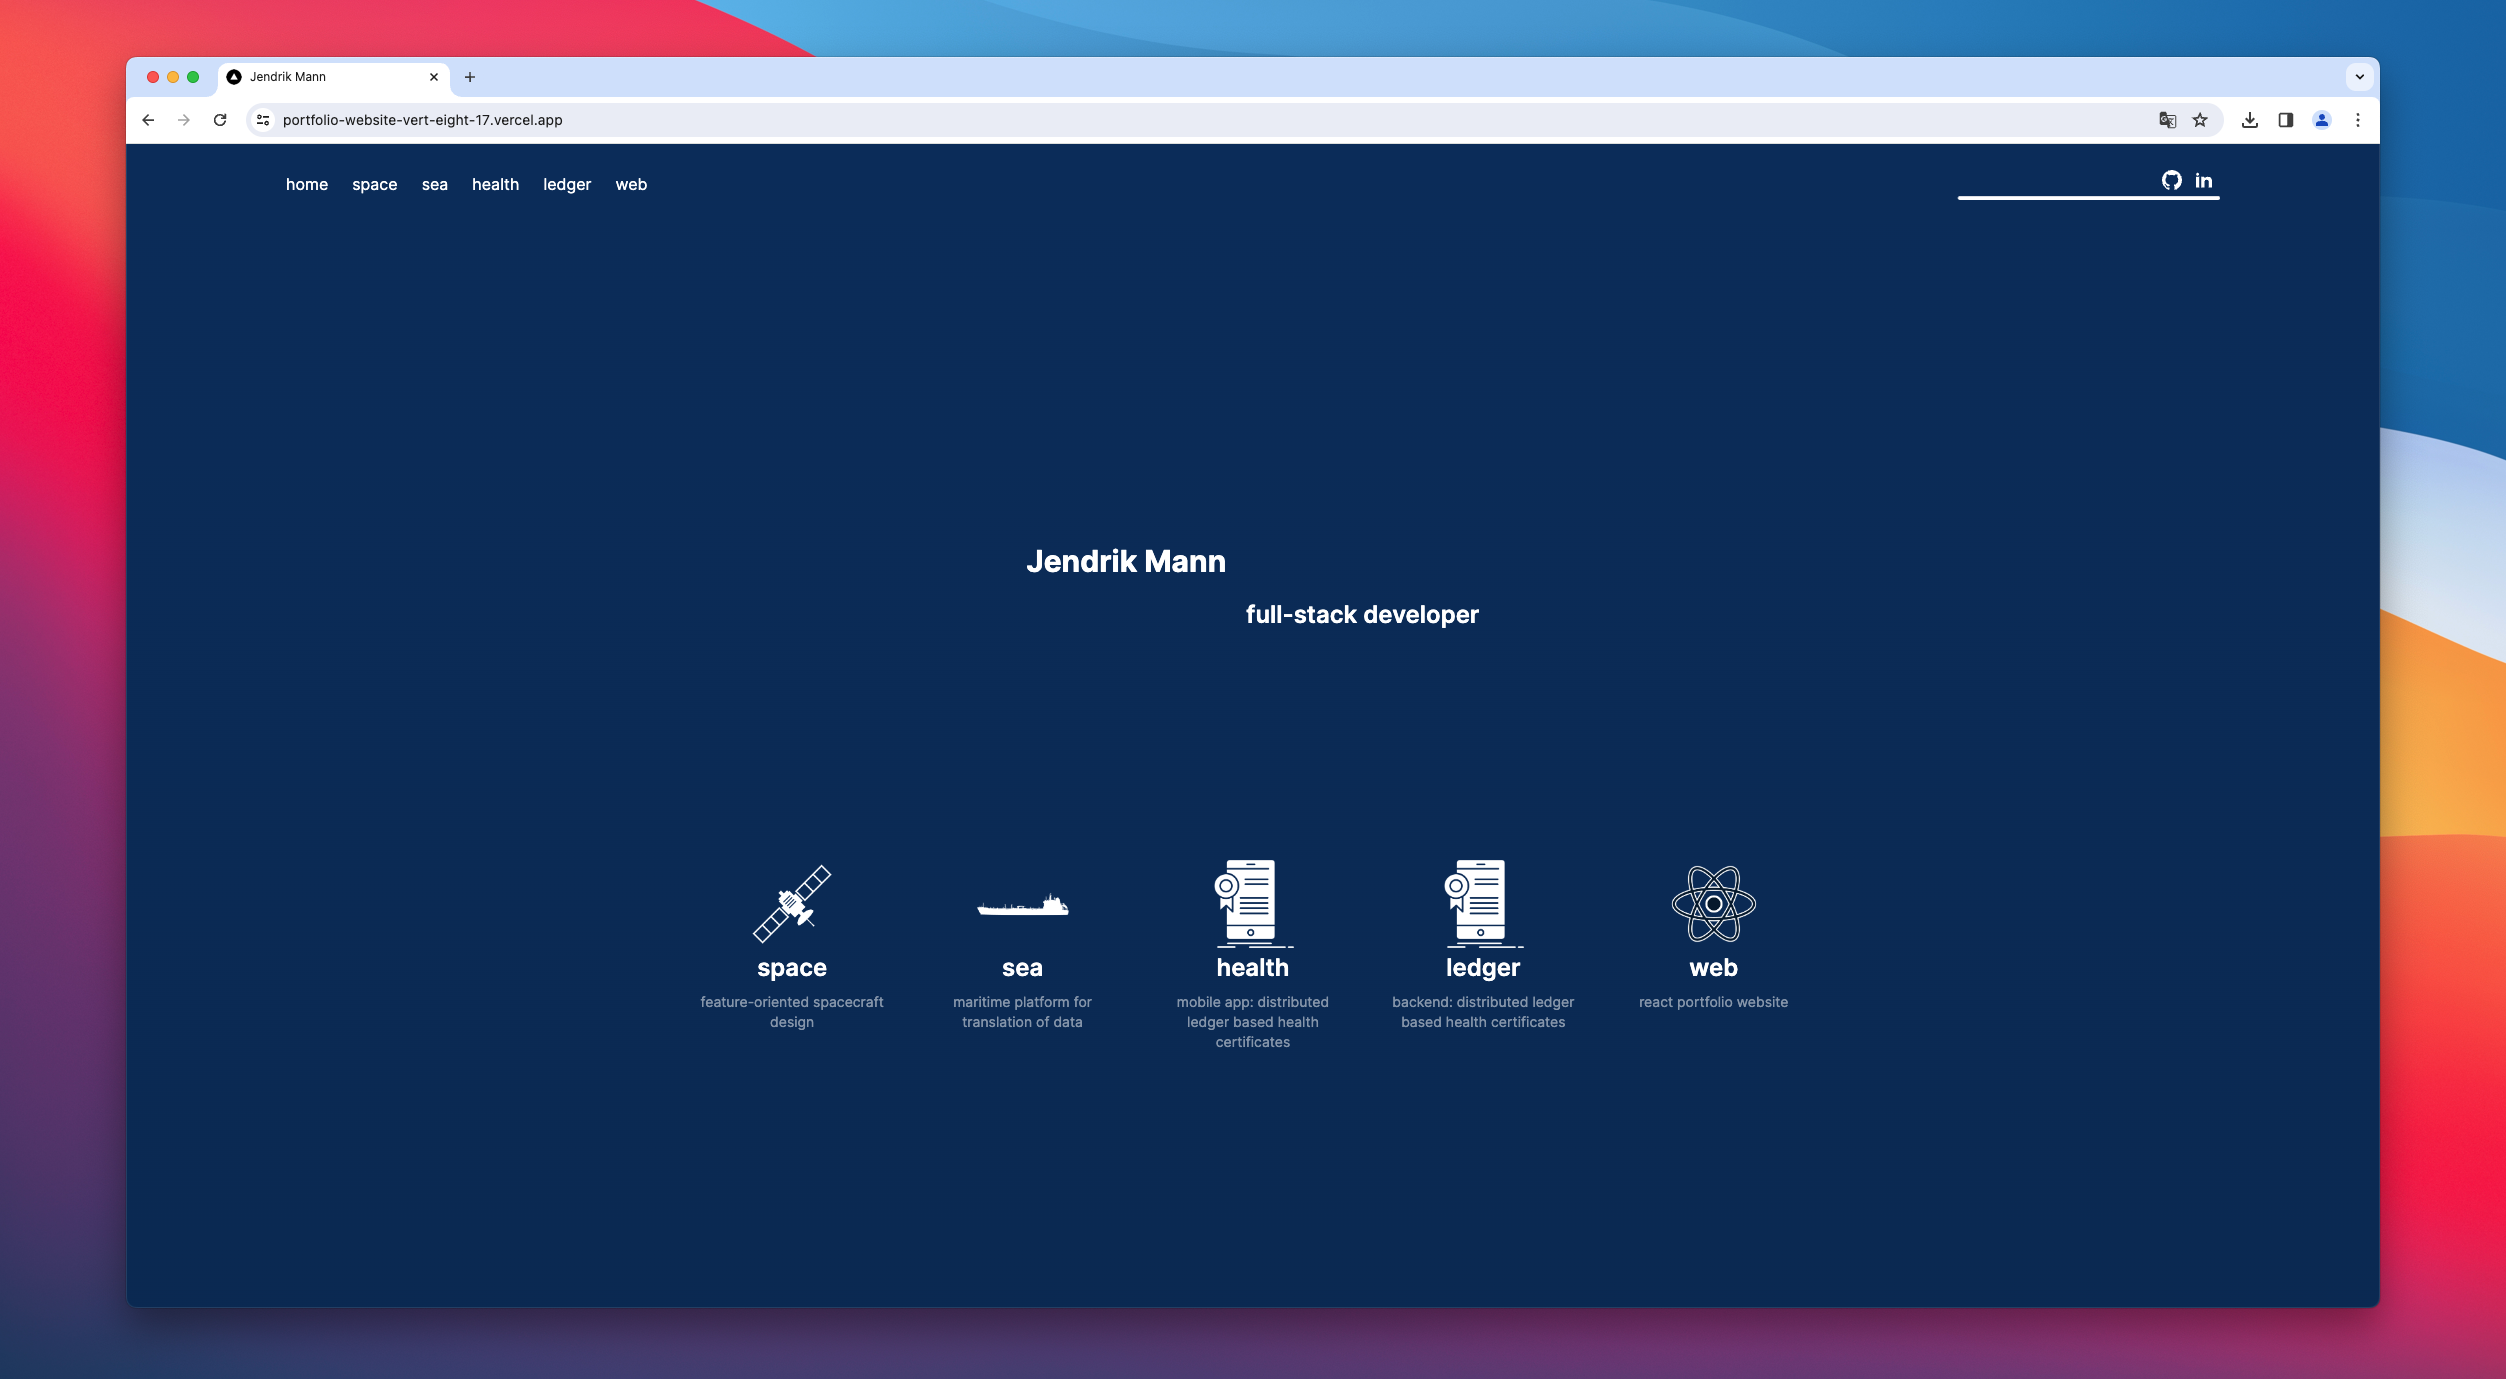 Jendrik Mann
portfolio-website-vert-eight-17.vercel.app
home space sea health ledger web
in
Jendrik Mann
full-stack developer
space
feature-oriented spacecraft
design
sea
maritime platform for
translation of data
health
mobile app: distributed
ledger based health
certificates
ledger
backend: distributed ledger
based health certificates
web
react portfolio website